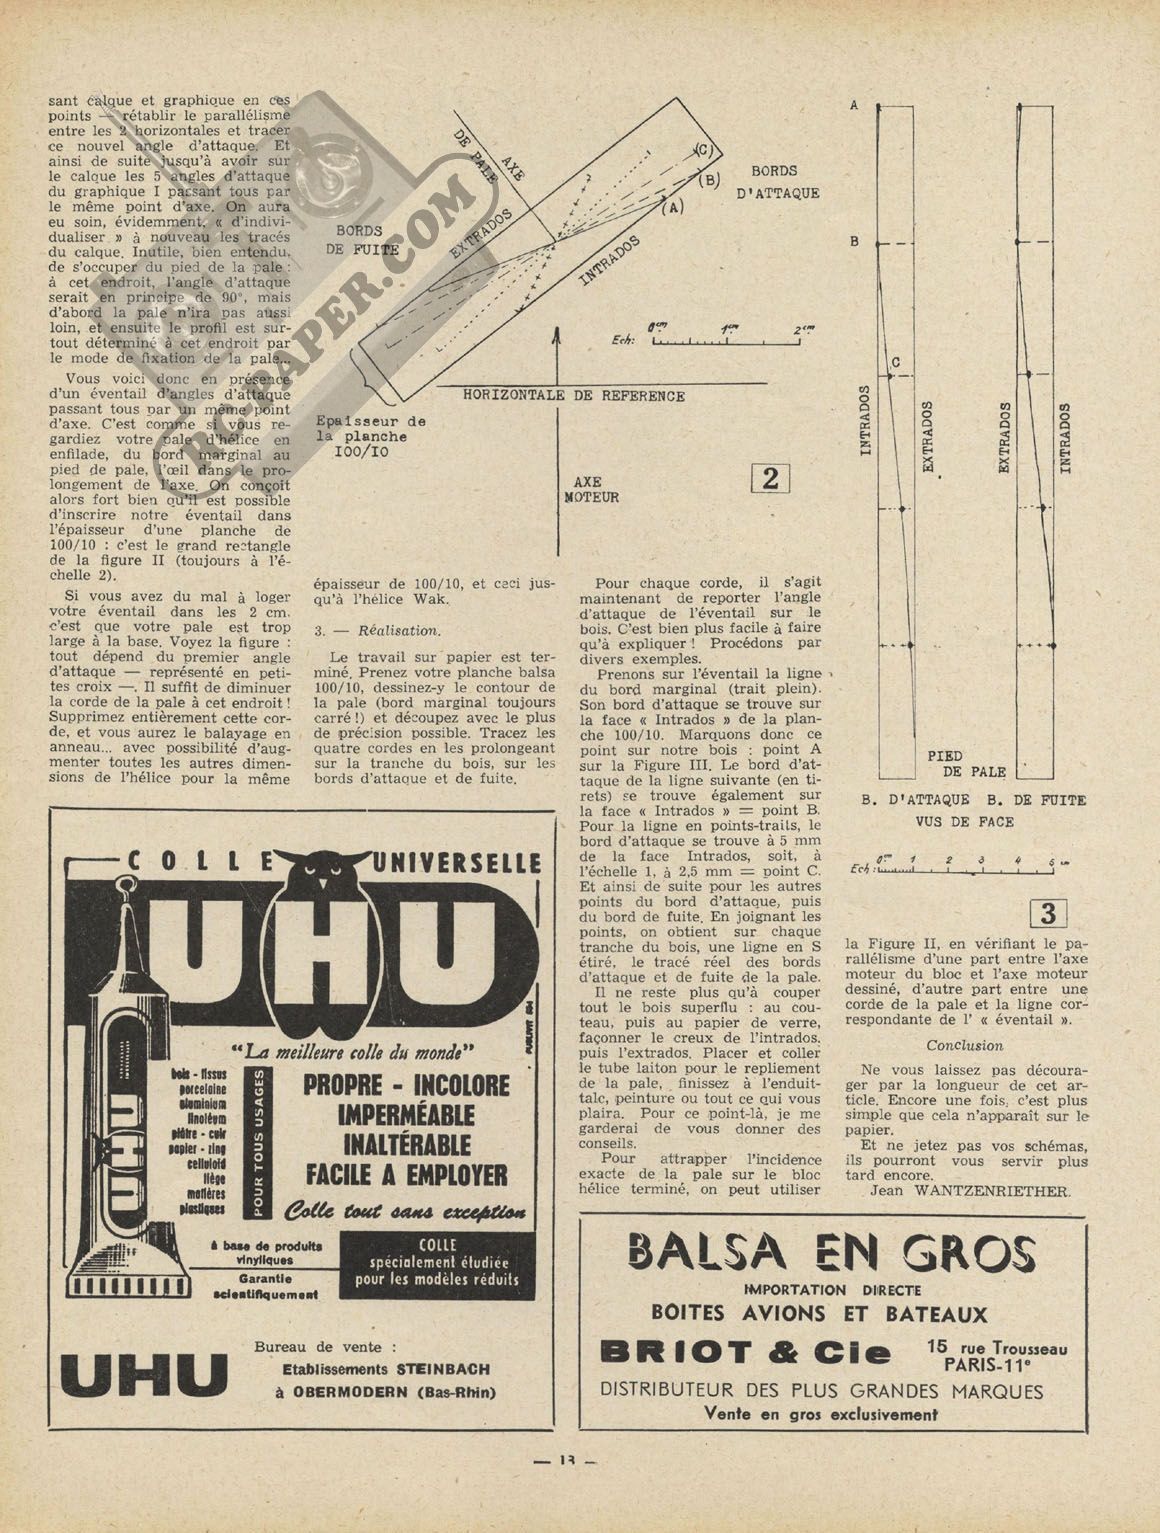 sant calque et graphique en ces
points — rétablir le parallélisme
entre les 2 horizontales et tracer
ce nouvel angle d'attaque. Et
ainsi de suite jusqu'à avoir sur
le calque les 5 angles d'attaque
du graphique I passant tous par
le même point d'axe. On aura
eu soin, évidemment, « d'indivi-
dualiser » à nouveau les tracés
du calque. Inutile, bien entendu,
de s'occuper du pied de la pale :
à cet endroit, l'angle d'attaque
serait en principe de 90°, mais
d'abord la pale n'ira pas aussi
loin, et ensuite le profil est sur-
tout déterminé à cet endroit par
le mode de fixation de la pale...
Vous voici donc en présence
d'un éventail d'angles d'attaque
passant tous par un même point
d'axe. C'est comme si vous re-
gardiez votre pale d'hélice en
enfilade, du bord marginal au
pied de pale, l'œil dans le pro-
longement de l'axe. On conçoit
alors fort bien qu'il est possible
d'inscrire notre éventail dans
l'épaisseur d'une planche de
100/10 : c'est le grand rectangle
de la figure II (toujours à l'é-
chelle 2).
Si vous avez du mal à loger
votre éventail dans les 2 cm.
c'est que votre pale est trop
large à la base. Voyez la figure :
tout dépend du premier angle
d'attaque — représenté en peti-
tes croix —. Il suffit de diminuer
la corde de la pale à cet endroit !
Supprimez entièrement cette cor-
de, et vous aurez le balayage en
anneau... avec possibilité d'aug-
menter toutes les autres dimen-
sions de l'hélice pour la même
RC-PAPER.COM
AXE
DE PALE
EXTRADOS
INTRADOS
BORDS
DE FUITE
BORDS
D'ATTAQUE
(C)
(B)
(A)
Ech: 0cm 1cm 2cm
HORIZONTALE DE REFERENCE
Epaisseur de
la planche
I00/I0
AXE
MOTEUR
2
épaisseur de 100/10, et ceci jus-
qu'à l'hélice Wak.
3. — Réalisation.
Le travail sur papier est ter-
miné. Prenez votre planche balsa
100/10, dessinez-y le contour de
la pale (bord marginal toujours
carré !) et découpez avec le plus
de précision possible. Tracez les
quatre cordes en les prolongeant
sur la tranche du bois, sur les
bords d'attaque et de fuite.
Pour chaque corde, il s'agit
maintenant de reporter l'angle
d'attaque de l'éventail sur le
bois. C'est bien plus facile à faire
qu'à expliquer ! Procédons par
divers exemples.
Prenons sur l'éventail la ligne
du bord marginal (trait plein).
Son bord d'attaque se trouve sur
la face « Intrados » de la plan-
che 100/10. Marquons donc ce
point sur notre bois : point A
sur la Figure III. Le bord d'at-
taque de la ligne suivante (en ti-
rets) se trouve également sur
la face « Intrados » = point B.
Pour la ligne en points-traits, le
bord d'attaque se trouve à 5 mm
de la face Intrados, soit, à
l'échelle 1, à 2,5 mm = point C.
Et ainsi de suite pour les autres
points du bord d'attaque, puis
du bord de fuite. En joignant les
points, on obtient sur chaque
tranche du bois, une ligne en S
étiré, le tracé réel des bords
d'attaque et de fuite de la pale.
Il ne reste plus qu'à couper
tout le bois superflu : au cou-
teau, puis au papier de verre,
façonner le creux de l'intrados,
puis l'extrados. Placer et coller
le tube laiton pour le repliement
de la pale, finissez à l'enduit-
talc, peinture ou tout ce qui vous
plaira. Pour ce point-là, je me
garderai de vous donner des
conseils.
Pour attrapper l'incidence
exacte de la pale sur le bloc
hélice terminé, on peut utiliser
A
B
C
INTRADOS
EXTRADOS
EXTRADOS
INTRADOS
PIED
DE PALE
B. D'ATTAQUE B. DE FUITE
VUS DE FACE
Ech : 0cm 1 2 3 4 5 cm
3
la Figure II, en vérifiant le pa-
rallélisme d'une part entre l'axe
moteur du bloc et l'axe moteur
dessiné, d'autre part entre une
corde de la pale et la ligne cor-
respondante de l' « éventail ».
Conclusion
Ne vous laissez pas découra-
ger par la longueur de cet ar-
ticle. Encore une fois, c'est plus
simple que cela n'apparaît sur le
papier.
Et ne jetez pas vos schémas,
ils pourront vous servir plus
tard encore.
Jean WANTZENRIETHER.
COLLE UNIVERSELLE
UHU
UHU
PUBLIVIT 534
"La meilleure colle du monde"
bois - tissus
porcelaine
aluminium
linoléum
plâtre - cuir
papier - zing
celluloïd
liège
matières
plastiques
POUR TOUS USAGES
PROPRE - INCOLORE
IMPERMÉABLE
INALTÉRABLE
FACILE A EMPLOYER
Colle tout sans exception
à base de produits
vinyliques
Garantie
scientifiquement
COLLE
spécialement étudiée
pour les modèles réduits
UHU
Bureau de vente :
Etablissements STEINBACH
à OBERMODERN (Bas-Rhin)
BALSA EN GROS
IMPORTATION DIRECTE
BOITES AVIONS ET BATEAUX
BRIOT & Cie 15 rue Trousseau
PARIS-11e
DISTRIBUTEUR DES PLUS GRANDES MARQUES
Vente en gros exclusivement
— 13 —